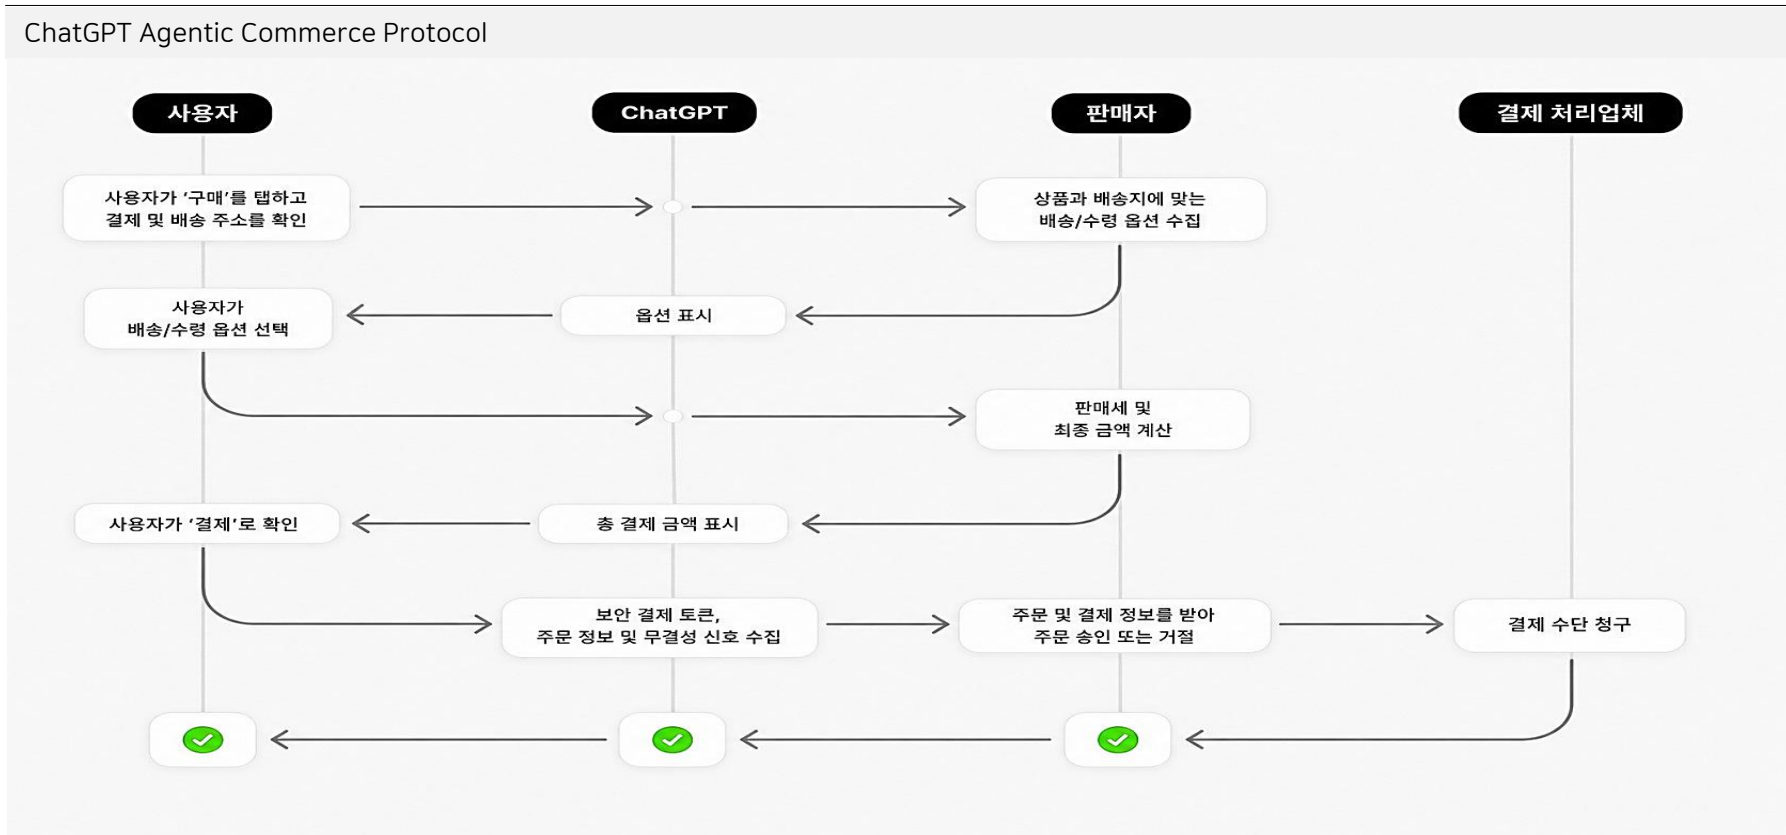 ChatGPT Agentic Commerce Protocol
사용자
ChatGPT
판매자
결제 처리업체
사용자가 ‘구매’를 탭하고
결제 및 배송 주소를 확인
상품과 배송지에 맞는
배송/수령 옵션 수집
사용자가
배송/수령 옵션 선택
옵션 표시
판매세 및
최종 금액 계산
사용자가 ‘결제’로 확인
총 결제 금액 표시
보안 결제 토큰,
주문 정보 및 무결성 신호 수집
주문 및 결제 정보를 받아
주문 송인 또는 거절
결제 수단 청구